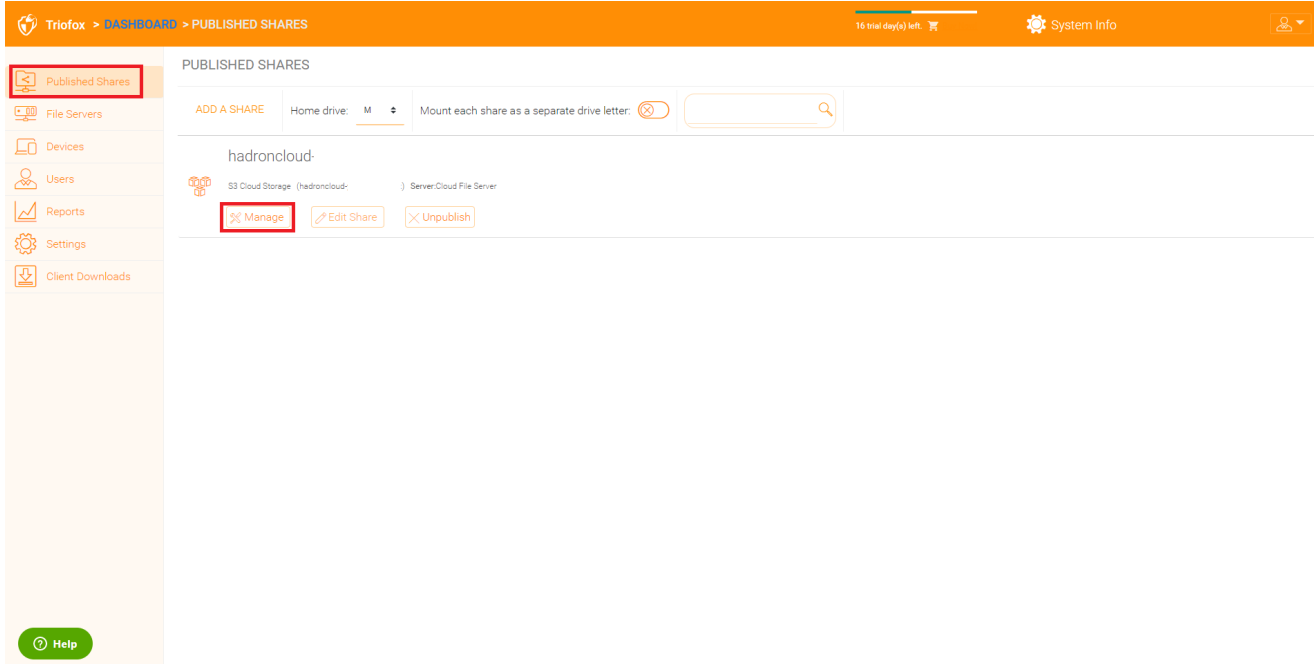 Triofox > DASHBOARD > PUBLISHED SHARES
16 trial day(s) left.
System Info
Published Shares
File Servers
Devices
Users
Reports
Settings
Client Downloads
PUBLISHED SHARES
ADD A SHARE Home drive: M Mount each share as a separate drive letter:
hadroncloud-
S3 Cloud Storage (hadroncloud- ) Server:Cloud File Server
Manage Edit Share Unpublish
Help